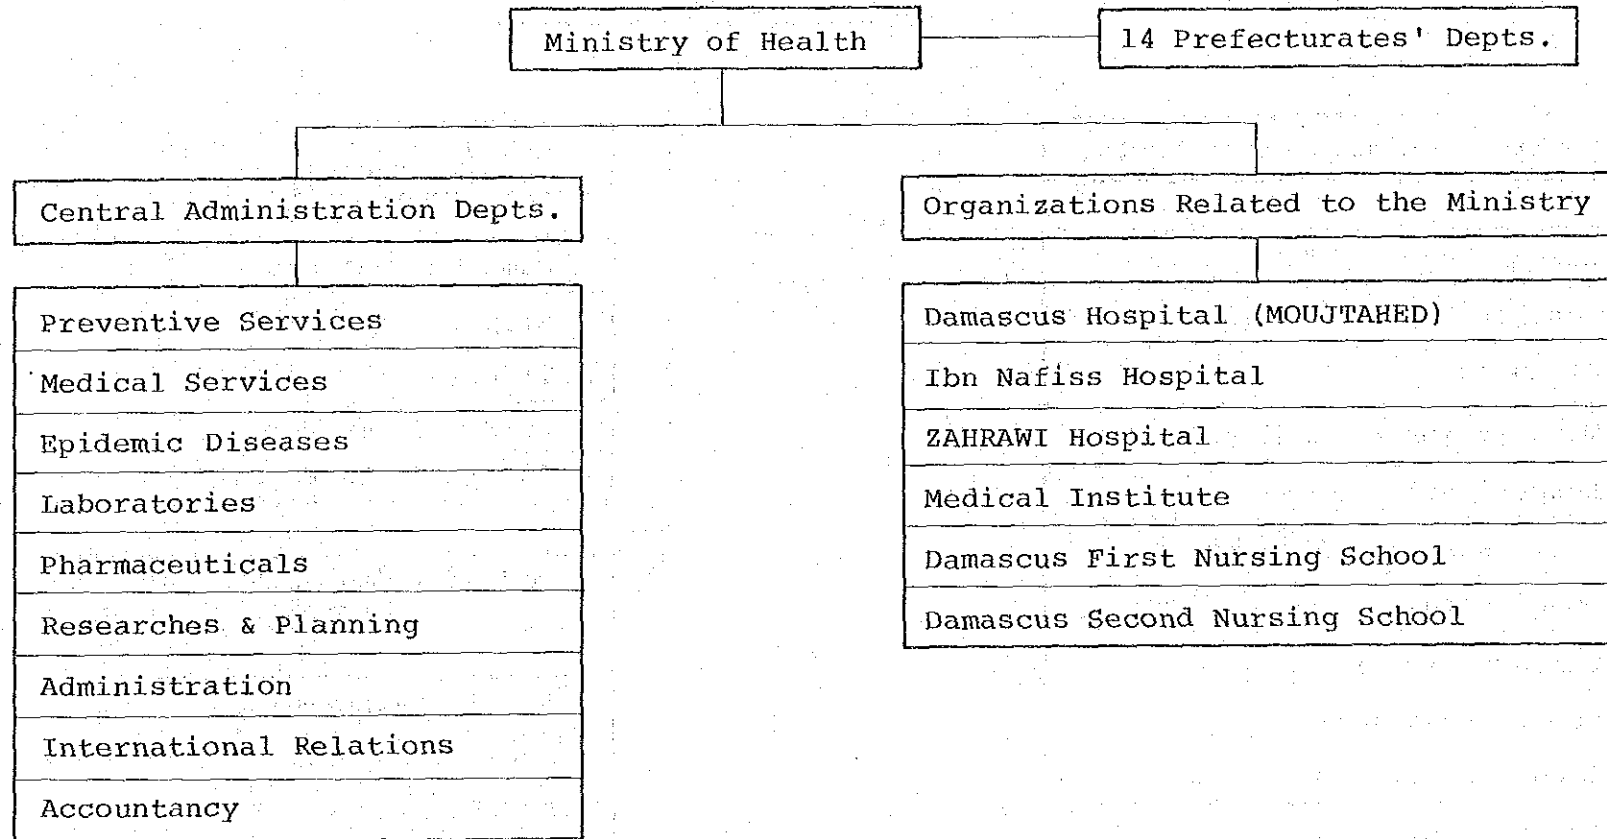 Ministry of Health
14 Prefecturates' Depts.
Central Administration Depts.
Preventive Services
Medical Services
Epidemic Diseases
Laboratories
Pharmaceuticals
Researches & Planning
Administration
International Relations
Accountancy
Organizations Related to the Ministry
Damascus Hospital (MOUJTAHED)
Ibn Nafiss Hospital
ZAHRAWI Hospital
Medical Institute
Damascus First Nursing School
Damascus Second Nursing School